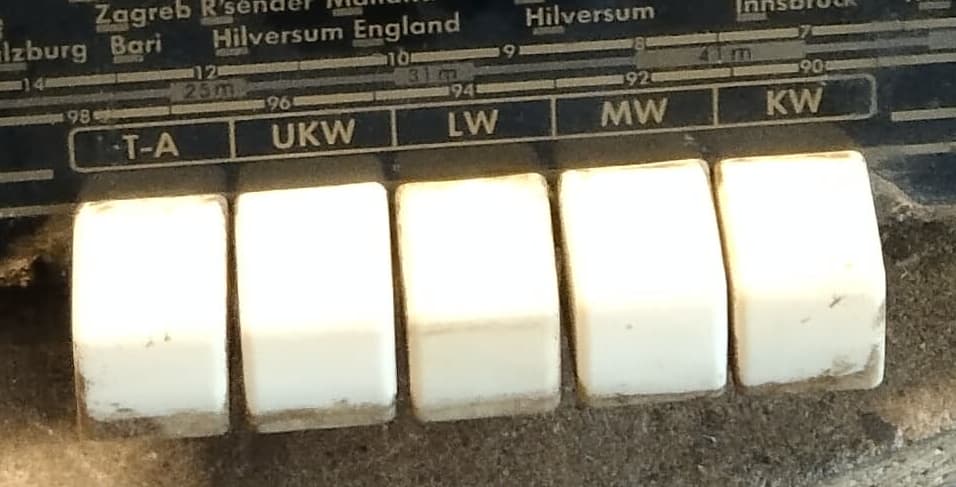 Zagreb R'sender
lzburg Bari Hilversum England Hilversum Innsbruck
14 12 10 9 8 7
25m 31m 41m
98 96 94 92 90
T-A UKW LW MW KW